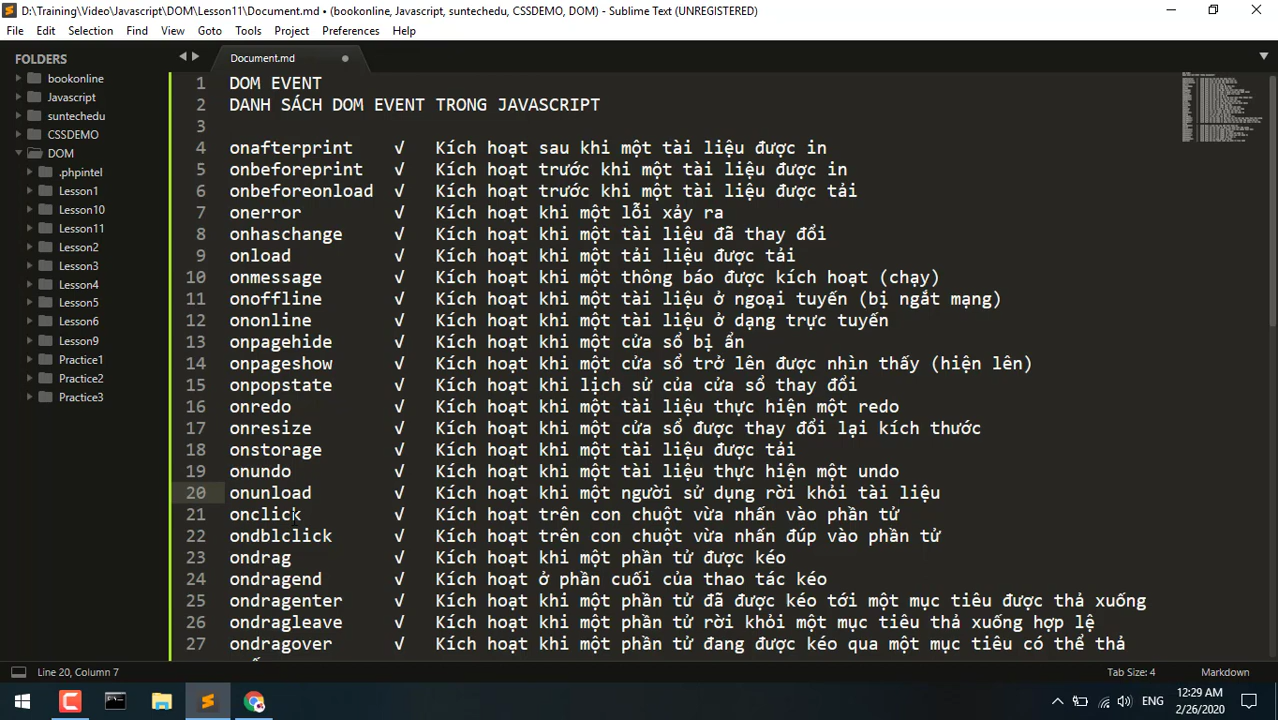 D:\Training\Video\Javascript\DOM\Lesson11\Document.md • (bookonline, Javascript, suntechedu, CSSDEMO, DOM) - Sublime Text (UNREGISTERED)
File Edit Selection Find View Goto Tools Project Preferences Help
FOLDERS
bookonline
Javascript
suntechedu
CSSDEMO
DOM
.phpintel
Lesson1
Lesson10
Lesson11
Lesson2
Lesson3
Lesson4
Lesson5
Lesson6
Lesson9
Practice1
Practice2
Practice3
Document.md
1 DOM EVENT
2 DANH SÁCH DOM EVENT TRONG JAVASCRIPT
3
4 onafterprint √ Kích hoạt sau khi một tài liệu được in
5 onbeforeprint √ Kích hoạt trước khi một tài liệu được in
6 onbeforeonload √ Kích hoạt trước khi một tài liệu được tải
7 onerror √ Kích hoạt khi một lỗi xảy ra
8 onhaschange √ Kích hoạt khi một tài liệu đã thay đổi
9 onload √ Kích hoạt khi một tải liệu được tải
10 onmessage √ Kích hoạt khi một thông báo được kích hoạt (chạy)
11 onoffline √ Kích hoạt khi một tài liệu ở ngoại tuyến (bị ngắt mạng)
12 ononline √ Kích hoạt khi một tài liệu ở dạng trực tuyến
13 onpagehide √ Kích hoạt khi một cửa sổ bị ẩn
14 onpageshow √ Kích hoạt khi một cửa sổ trở lên được nhìn thấy (hiện lên)
15 onpopstate √ Kích hoạt khi lịch sử của cửa sổ thay đổi
16 onredo √ Kích hoạt khi một tài liệu thực hiện một redo
17 onresize √ Kích hoạt khi một cửa sổ được thay đổi lại kích thước
18 onstorage √ Kích hoạt khi một tài liệu được tải
19 onundo √ Kích hoạt khi một tài liệu thực hiện một undo
20 onunload √ Kích hoạt khi một người sử dụng rời khỏi tài liệu
21 onclick √ Kích hoạt trên con chuột vừa nhấn vào phần tử
22 ondblclick √ Kích hoạt trên con chuột vừa nhấn đúp vào phần tử
23 ondrag √ Kích hoạt khi một phần tử được kéo
24 ondragend √ Kích hoạt ở phần cuối của thao tác kéo
25 ondragenter √ Kích hoạt khi một phần tử đã được kéo tới một mục tiêu được thả xuống
26 ondragleave √ Kích hoạt khi một phần tử rời khỏi một mục tiêu thả xuống hợp lệ
27 ondragover √ Kích hoạt khi một phần tử đang được kéo qua một mục tiêu có thể thả
Line 20, Column 7
Tab Size: 4
Markdown
ENG
12:29 AM
2/26/2020